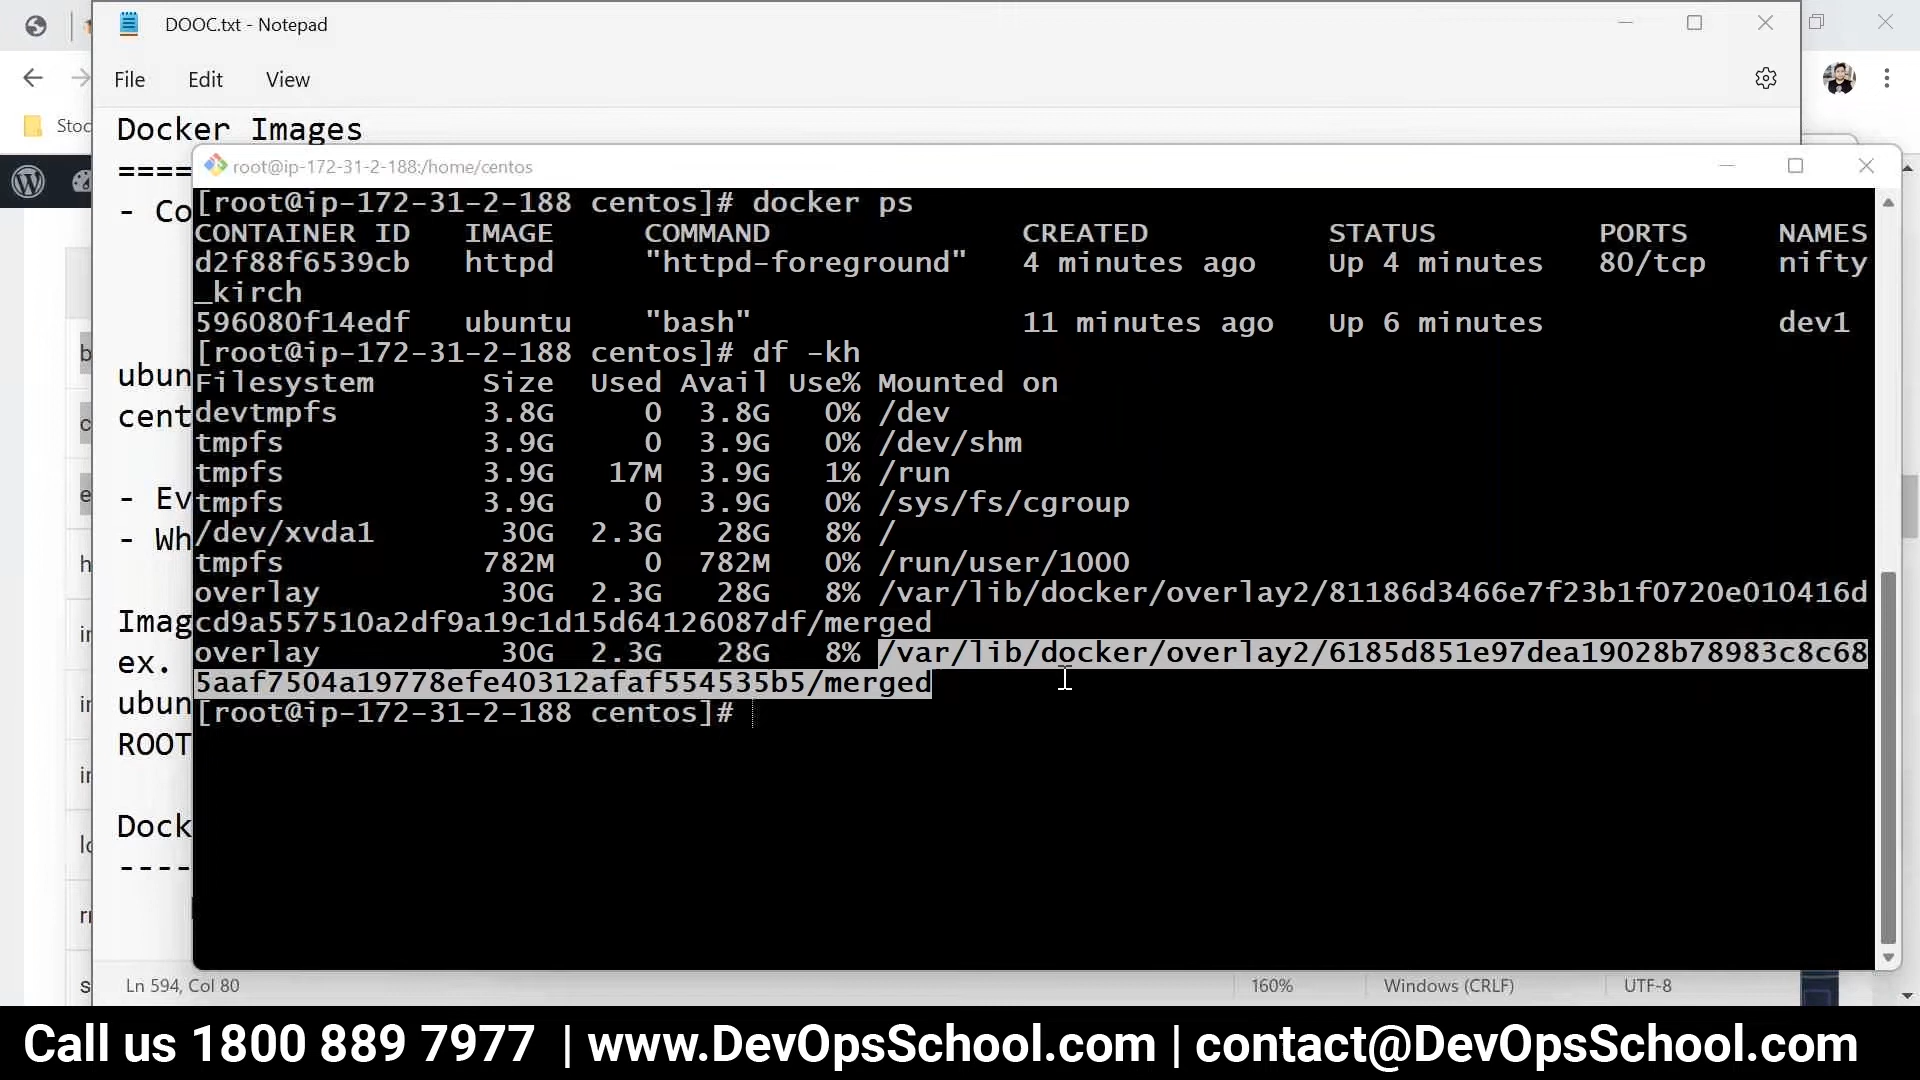 DOOC.txt - Notepad
File Edit View
Stoc
Docker Images
====
- Co
ubun
cent
- Ev
- Wh
Imag
ex.
ubun
ROOT
Dock
----
root@ip-172-31-2-188:/home/centos
[root@ip-172-31-2-188 centos]# docker ps
CONTAINER ID IMAGE COMMAND CREATED STATUS PORTS NAMES
d2f88f6539cb httpd "httpd-foreground" 4 minutes ago Up 4 minutes 80/tcp nifty
_kirch
596080f14edf ubuntu "bash" 11 minutes ago Up 6 minutes dev1
[root@ip-172-31-2-188 centos]# df -kh
Filesystem Size Used Avail Use% Mounted on
devtmpfs 3.8G 0 3.8G 0% /dev
tmpfs 3.9G 0 3.9G 0% /dev/shm
tmpfs 3.9G 17M 3.9G 1% /run
tmpfs 3.9G 0 3.9G 0% /sys/fs/cgroup
/dev/xvda1 30G 2.3G 28G 8% /
tmpfs 782M 0 782M 0% /run/user/1000
overlay 30G 2.3G 28G 8% /var/lib/docker/overlay2/81186d3466e7f23b1f0720e010416d
cd9a557510a2df9a19c1d15d64126087df/merged
overlay 30G 2.3G 28G 8% /var/lib/docker/overlay2/6185d851e97dea19028b78983c8c68
5aaf7504a19778efe40312afaf554535b5/merged
[root@ip-172-31-2-188 centos]#
Ln 594, Col 80 160% Windows (CRLF) UTF-8
Call us 1800 889 7977 | www.DevOpsSchool.com | contact@DevOpsSchool.com